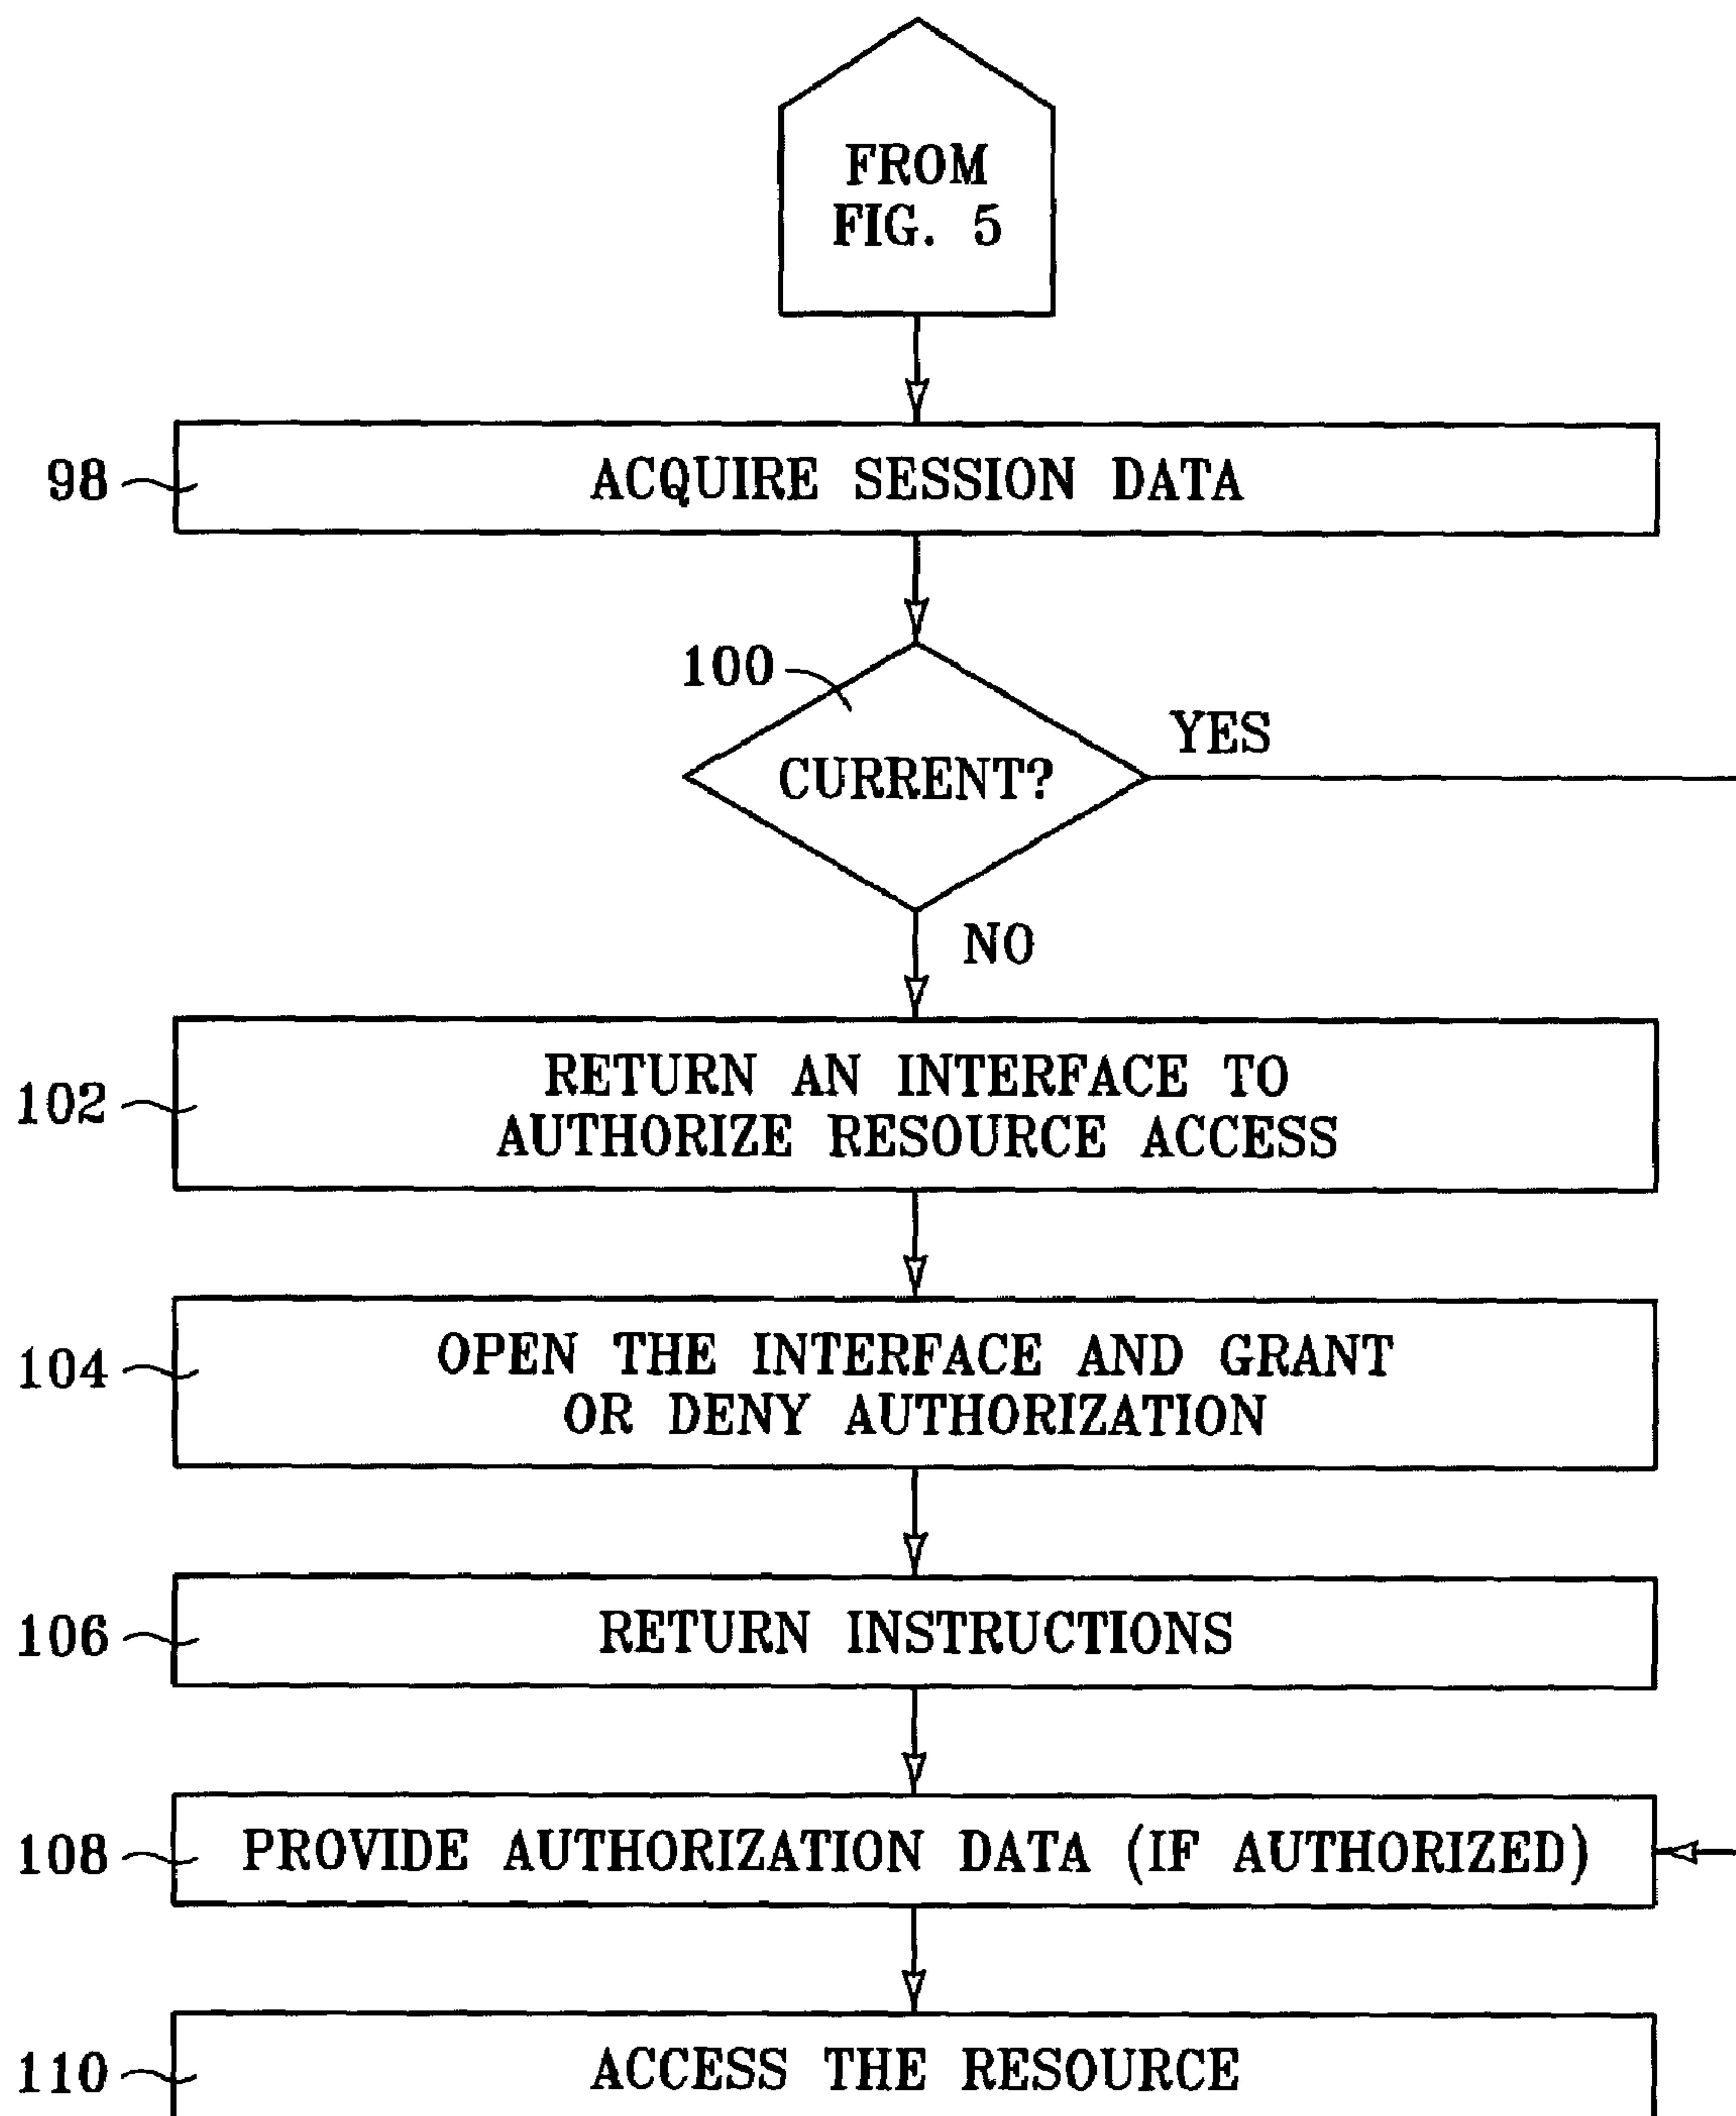 FROM
FIG. 5
98
ACQUIRE SESSION DATA
100
CURRENT?
YES
NO
102
RETURN AN INTERFACE TO
AUTHORIZE RESOURCE ACCESS
104
OPEN THE INTERFACE AND GRANT
OR DENY AUTHORIZATION
106
RETURN INSTRUCTIONS
108
PROVIDE AUTHORIZATION DATA (IF AUTHORIZED)
110
ACCESS THE RESOURCE